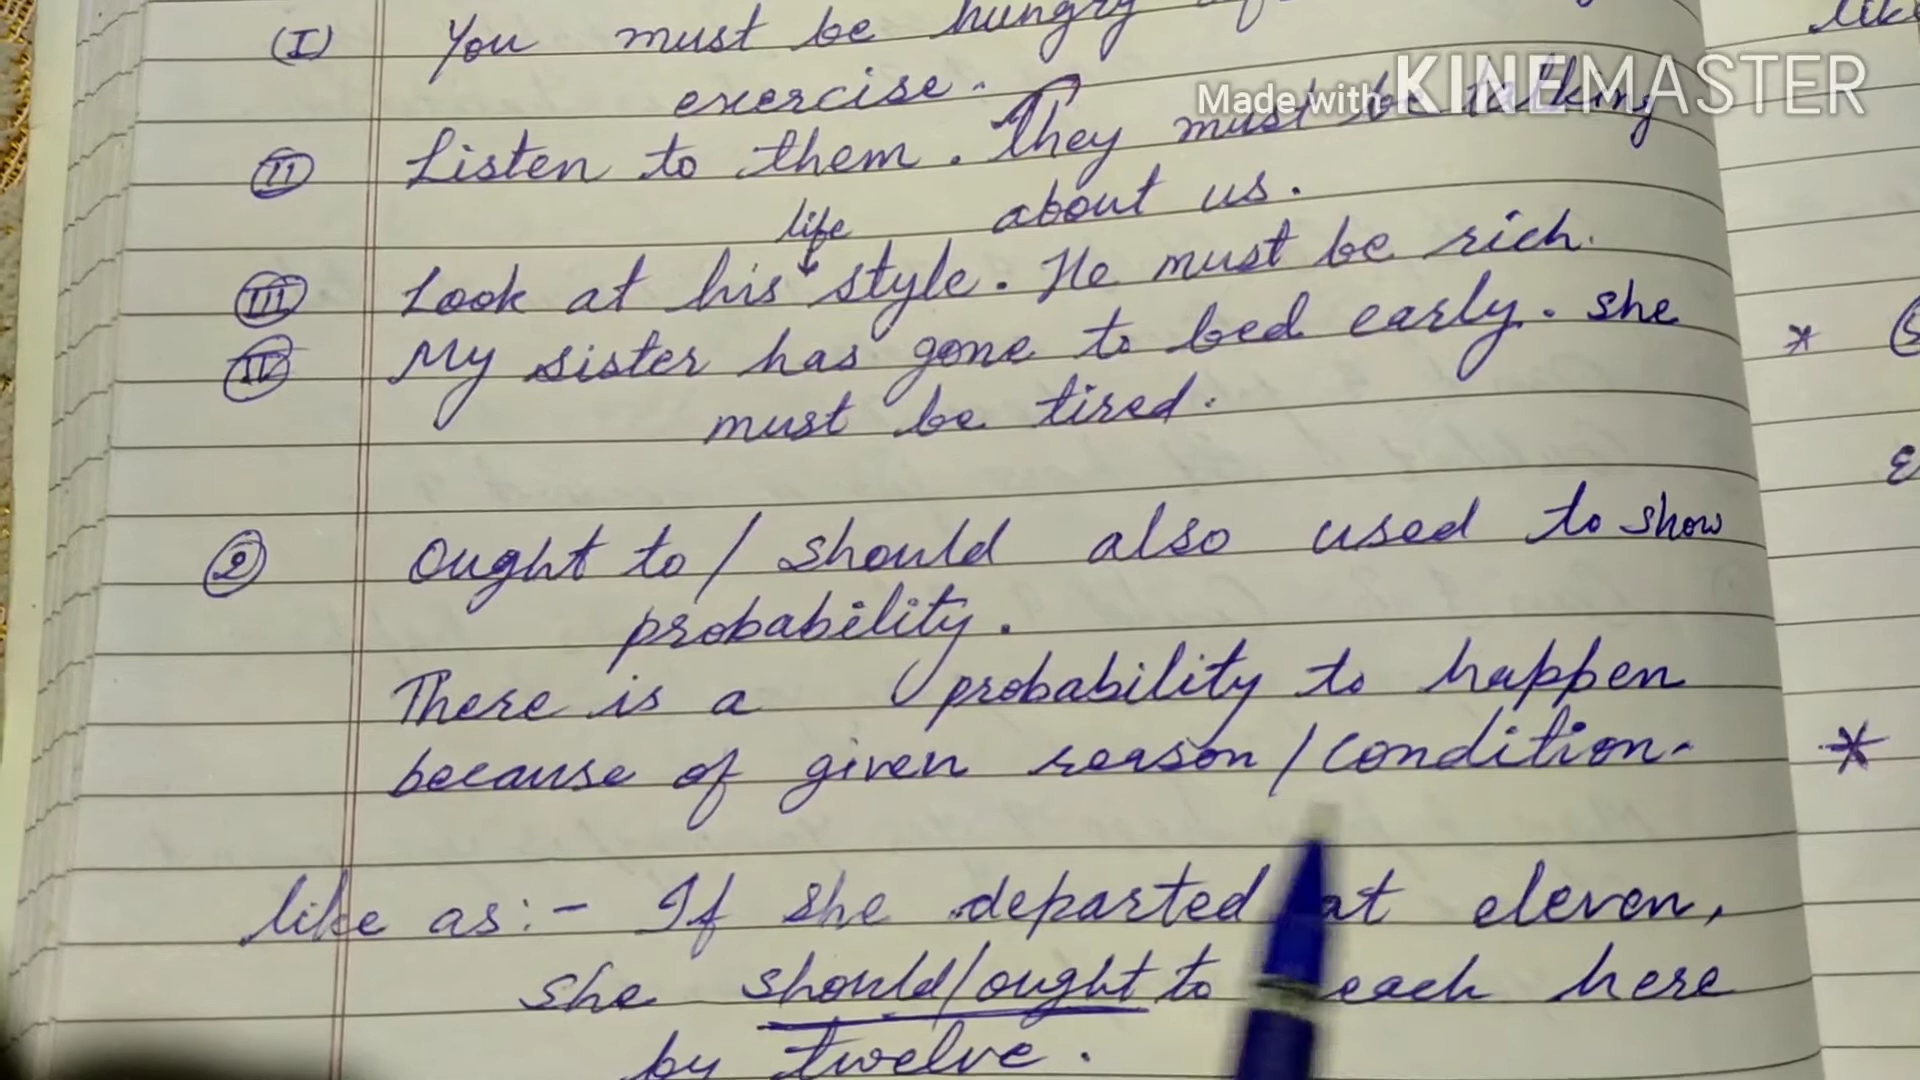 (I) You must be hungry
exercise.
Made with KINEMASTER
(II) Listen to them. They must be talking
about us.
life
(III) Look at his style. He must be rich.
(IV) My sister has gone to bed early. She
must be tired.
(2) Ought to / should also used to show
probability.
There is a probability to happen
because of given reason / condition.
like as:- If she departed at eleven,
she should/ought to reach here
by twelve.
like
*
*